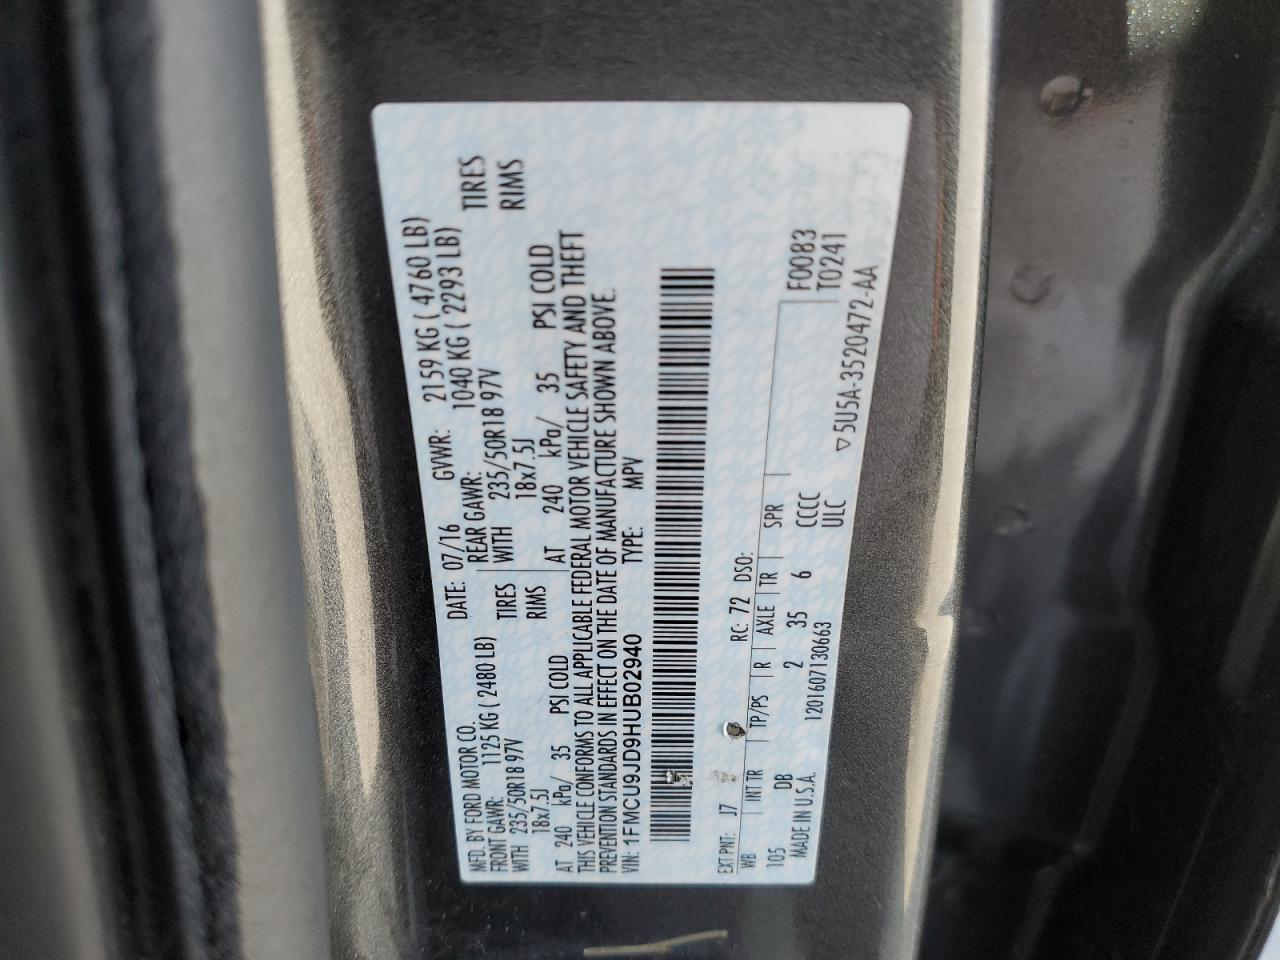 MFD. BY FORD MOTOR CO.
DATE: 07/16 GVWR: 2159 KG ( 4760 LB)
FRONT GAWR: 1125 KG ( 2480 LB) REAR GAWR: 1040 KG ( 2293 LB)
WITH 235/50R18 97V TIRES WITH 235/50R18 97V TIRES
18x7.5J RIMS 18x7.5J RIMS
AT 240 kPa/ 35 PSI COLD AT 240 kPa/ 35 PSI COLD
THIS VEHICLE CONFORMS TO ALL APPLICABLE FEDERAL MOTOR VEHICLE SAFETY AND THEFT
PREVENTION STANDARDS IN EFFECT ON THE DATE OF MANUFACTURE SHOWN ABOVE.
VIN: 1FMCU9JD9HUB02940 TYPE: MPV
EXT PNT: J7 RC: 72 DSO: F0083
WB INT TR TP/PS R AXLE TR SPR T0241
105 DB 2 35 6 CCCC
MADE IN U.S.A. 1201607130663 ULC
▽5U5A-3520472-AA